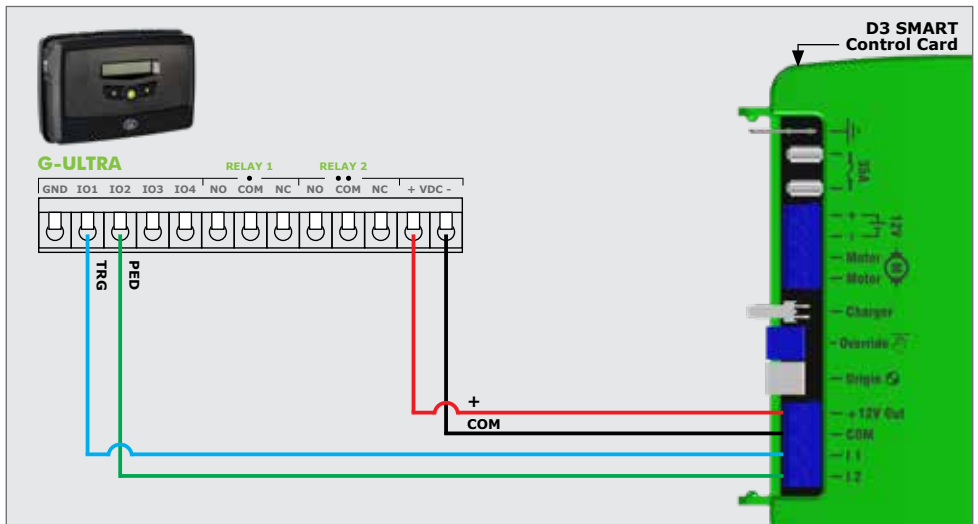 D3 SMART
Control Card
G-ULTRA
RELAY 1 RELAY 2
GND IO1 IO2 IO3 IO4 NO COM NC NO COM NC + VDC -
TRG
PED
+
COM
35A
+
-
12V
Motor
Motor
M
Charger
Override
Origin
+ 12V Out
COM
I 1
I 2